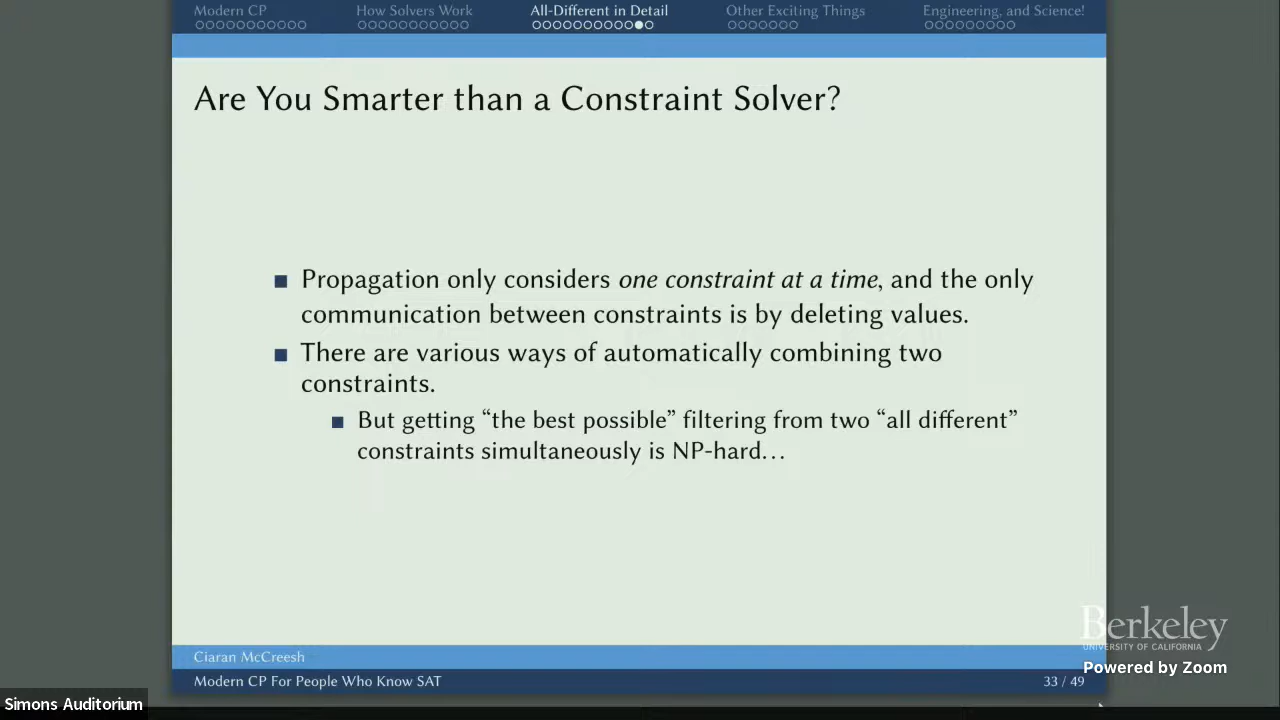 Modern CP
How Solvers Work
All-Different in Detail
Other Exciting Things
Engineering, and Science!
Are You Smarter than a Constraint Solver?
Propagation only considers one constraint at a time, and the only
communication between constraints is by deleting values.
There are various ways of automatically combining two
constraints.
But getting “the best possible” filtering from two “all different”
constraints simultaneously is NP-hard…
Ciaran McCreesh
Modern CP For People Who Know SAT
33 / 49
Berkeley
UNIVERSITY OF CALIFORNIA
Powered by Zoom
Simons Auditorium